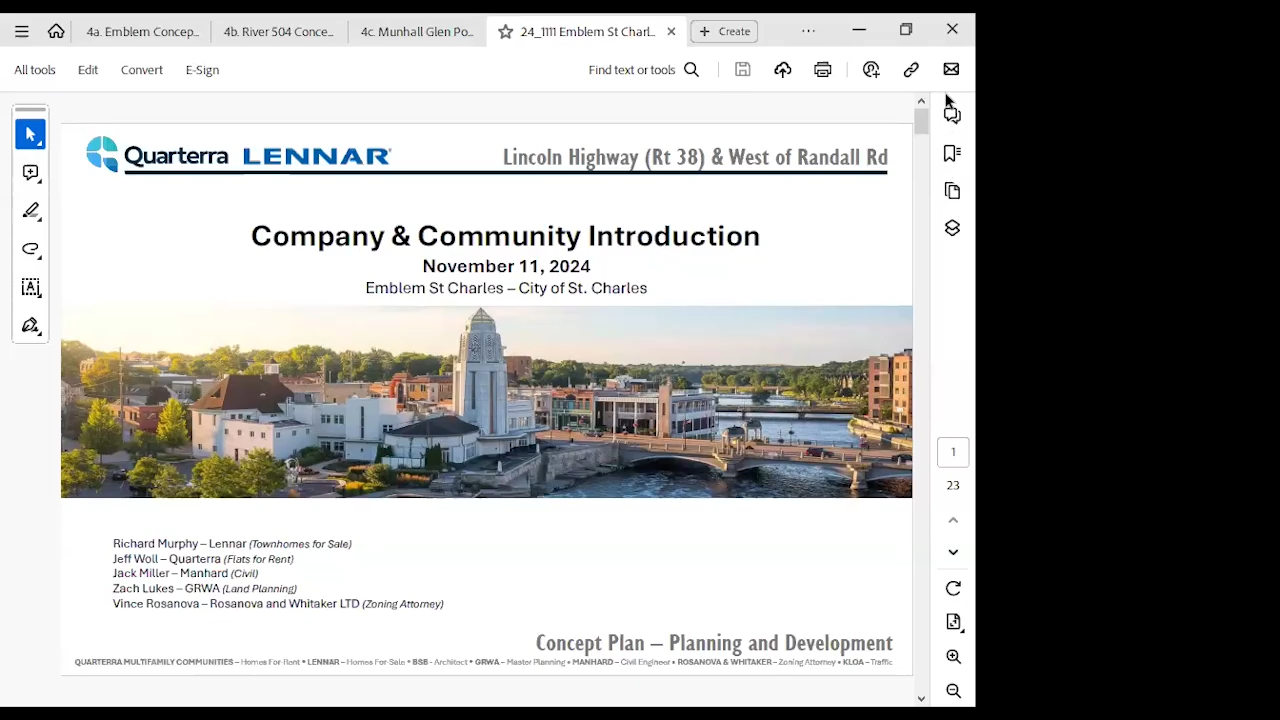 4a. Emblem Concep...
4b. River 504 Conce...
4c. Munhall Glen Po...
24_1111 Emblem St Charl...
Create
All tools
Edit
Convert
E-Sign
Find text or tools
Quarterra LENNAR
Lincoln Highway (Rt 38) & West of Randall Rd
Company & Community Introduction
November 11, 2024
Emblem St Charles – City of St. Charles
Richard Murphy – Lennar (Townhomes for Sale)
Jeff Woll – Quarterra (Flats for Rent)
Jack Miller – Manhard (Civil)
Zach Lukes – GRWA (Land Planning)
Vince Rosanova – Rosanova and Whitaker LTD (Zoning Attorney)
Concept Plan – Planning and Development
QUARTERRA MULTIFAMILY COMMUNITIES – Homes For Rent • LENNAR – Homes For Sale • BSB - Architect • GRWA – Master Planning • MANHARD – Civil Engineer • ROSANOVA & WHITAKER – Zoning Attorney • KLOA – Traffic
1
23